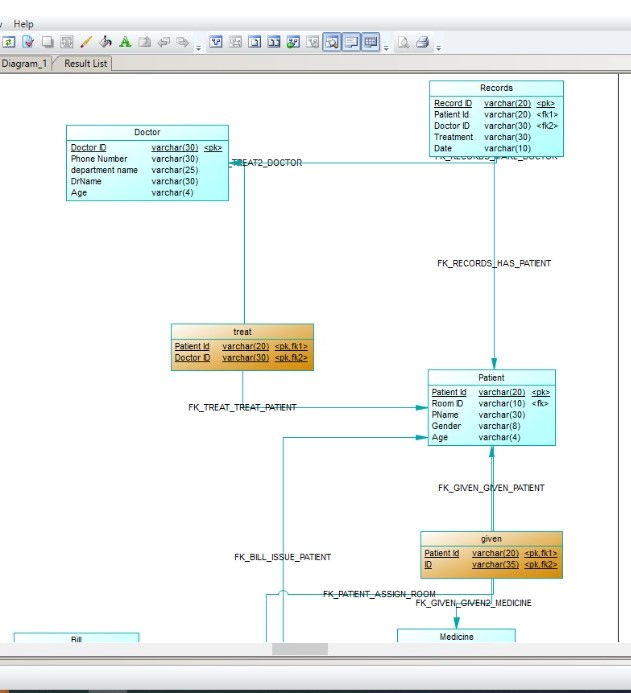 Help
Diagram_1 Result List
Records
Record ID varchar(20) <pk>
Patient Id varchar(20) <fk1>
Doctor ID varchar(30) <fk2>
Treatment varchar(30)
Date varchar(10)
Doctor
Doctor ID varchar(30) <pk>
Phone Number varchar(30)
department name varchar(25)
DrName varchar(30)
Age varchar(4)
_TREAT2_DOCTOR
FK_RECORDS_HAS_PATIENT
treat
Patient Id varchar(20) <pk,fk1>
Doctor ID varchar(30) <pk,fk2>
Patient
Patient Id varchar(20) <pk>
Room ID varchar(10) <fk>
PName varchar(30)
Gender varchar(8)
Age varchar(4)
FK_TREAT_TREAT_PATIENT
FK_GIVEN_GIVEN_PATIENT
given
Patient Id varchar(20) <pk,fk1>
ID varchar(35) <pk,fk2>
FK_BILL_ISSUE_PATIENT
FK_PATIENT_ASSIGN_ROOM
FK_GIVEN_GIVEN2_MEDICINE
Bill
Medicine